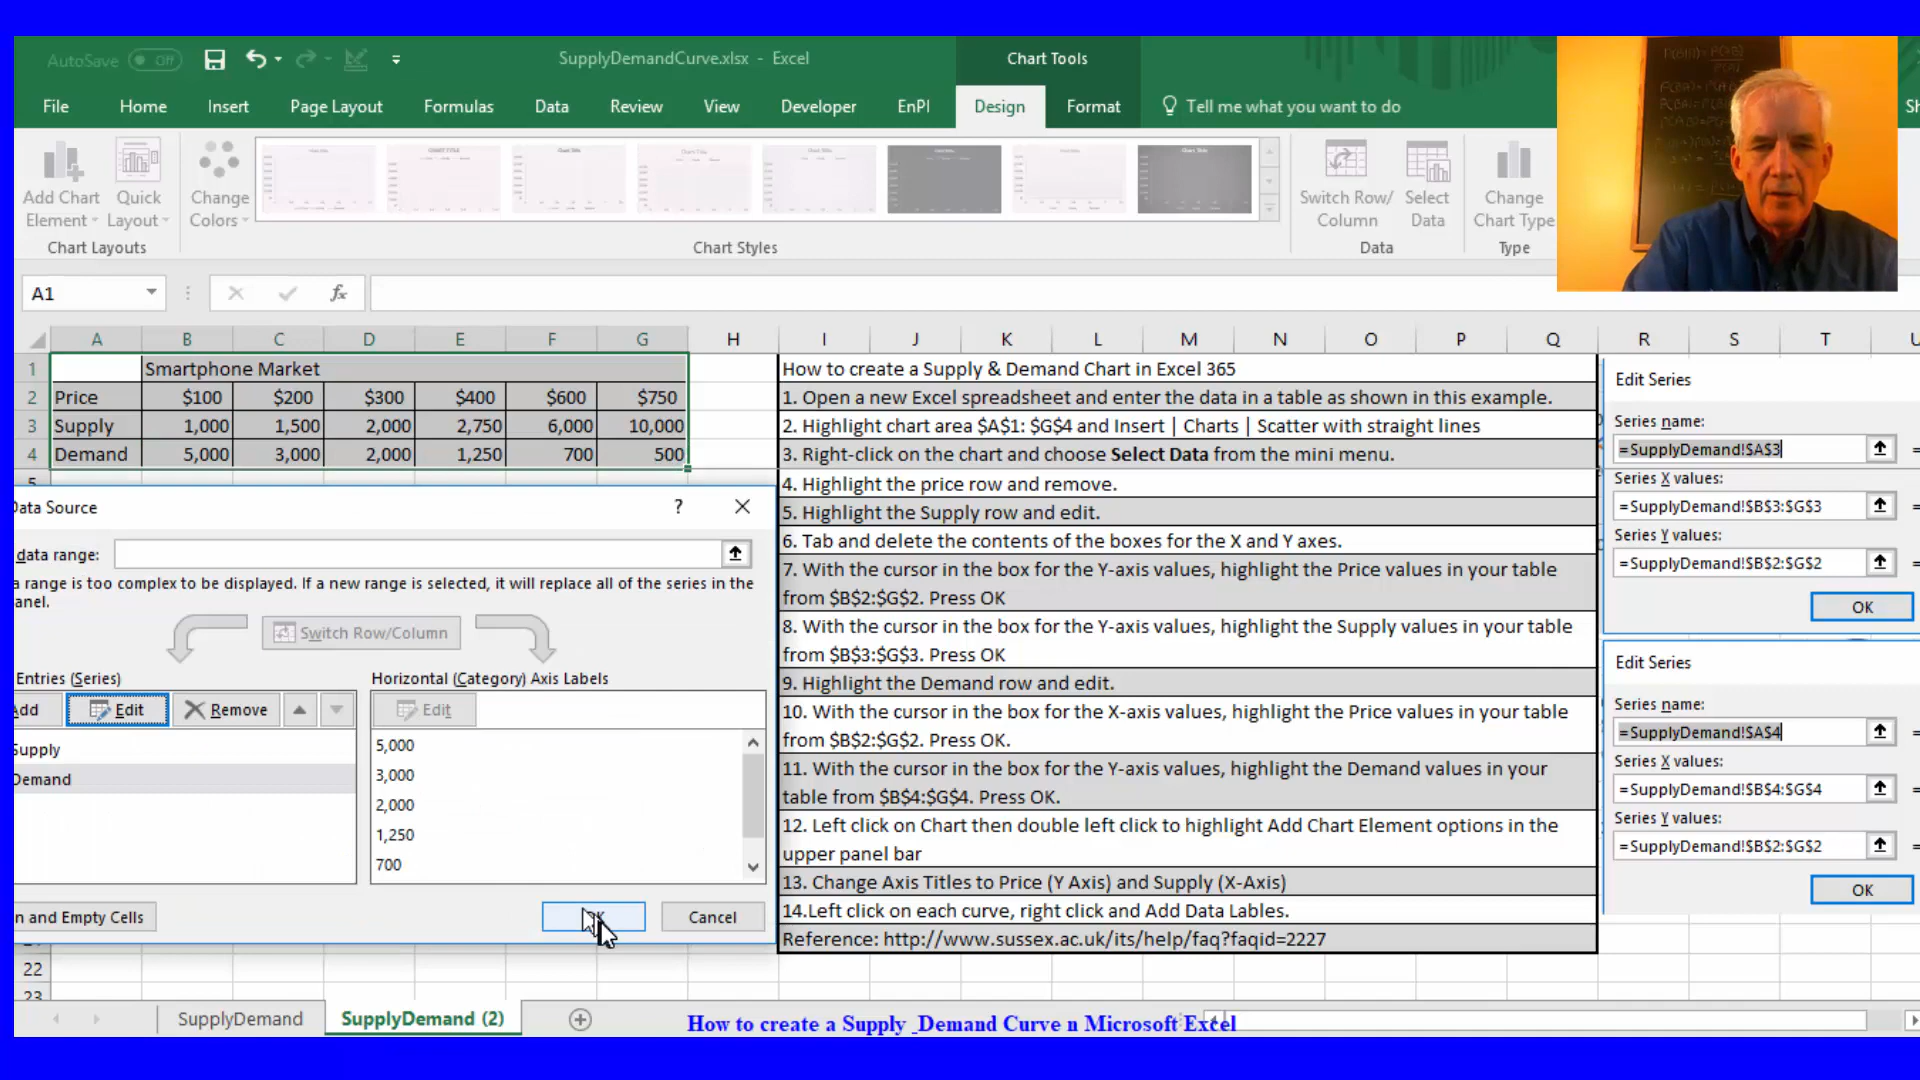 AutoSave Off SupplyDemandCurve.xlsx - Excel Chart Tools
File Home Insert Page Layout Formulas Data Review View Developer EnPI Design Format Tell me what you want to do Sh
Add Chart Element
Quick Layout
Change Colors
Switch Row/ Column
Select Data
Change Chart Type
Chart Layouts Chart Styles Data Type
A1 fx
A B C D E F G H I J K L M N O P Q R S T U
1 Smartphone Market
2 Price $100 $200 $300 $400 $600 $750
3 Supply 1,000 1,500 2,000 2,750 6,000 10,000
4 Demand 5,000 3,000 2,000 1,250 700 500
5
Data Source ? ×
data range:
a range is too complex to be displayed. If a new range is selected, it will replace all of the series in the
anel.
Switch Row/Column
Entries (Series)
Horizontal (Category) Axis Labels
Add Edit Remove
Edit
Supply
Demand
5,000
3,000
2,000
1,250
700
n and Empty Cells
OK Cancel
22
23
How to create a Supply & Demand Chart in Excel 365
1. Open a new Excel spreadsheet and enter the data in a table as shown in this example.
2. Highlight chart area $A$1: $G$4 and Insert | Charts | Scatter with straight lines
3. Right-click on the chart and choose Select Data from the mini menu.
4. Highlight the price row and remove.
5. Highlight the Supply row and edit.
6. Tab and delete the contents of the boxes for the X and Y axes.
7. With the cursor in the box for the Y-axis values, highlight the Price values in your table
from $B$2:$G$2. Press OK
8. With the cursor in the box for the Y-axis values, highlight the Supply values in your table
from $B$3:$G$3. Press OK
9. Highlight the Demand row and edit.
10. With the cursor in the box for the X-axis values, highlight the Price values in your table
from $B$2:$G$2. Press OK.
11. With the cursor in the box for the Y-axis values, highlight the Demand values in your
table from $B$4:$G$4. Press OK.
12. Left click on Chart then double left click to highlight Add Chart Element options in the
upper panel bar
13. Change Axis Titles to Price (Y Axis) and Supply (X-Axis)
14.Left click on each curve, right click and Add Data Lables.
Reference: http://www.sussex.ac.uk/its/help/faq?faqid=2227
Edit Series
Series name:
=SupplyDemand!$A$3
Series X values:
=SupplyDemand!$B$3:$G$3
Series Y values:
=SupplyDemand!$B$2:$G$2
OK
Edit Series
Series name:
=SupplyDemand!$A$4
Series X values:
=SupplyDemand!$B$4:$G$4
Series Y values:
=SupplyDemand!$B$2:$G$2
OK
SupplyDemand SupplyDemand (2)
How to create a Supply _Demand Curve n Microsoft Excel